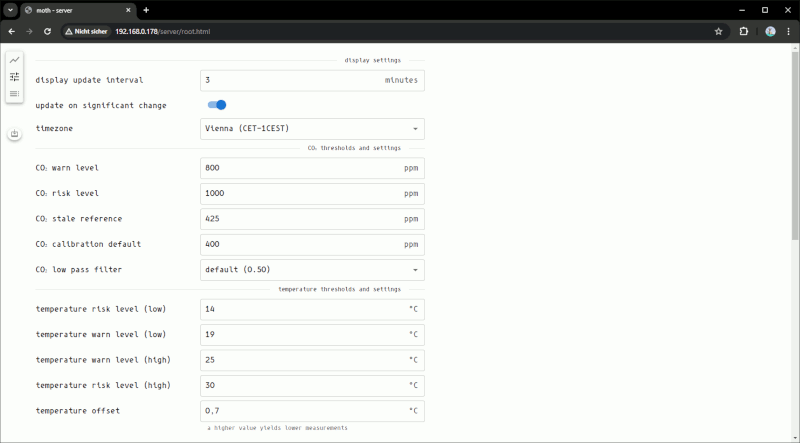 moth - server
Nicht sicher 192.168.0.178/server/root.html
display settings
display update interval 3 minutes
update on significant change
timezone Vienna (CET-1CEST)
CO₂ thresholds and settings
CO₂ warn level 800 ppm
CO₂ risk level 1000 ppm
CO₂ stale reference 425 ppm
CO₂ calibration default 400 ppm
CO₂ low pass filter default (0.50)
temperature thresholds and settings
temperature risk level (low) 14 °C
temperature warn level (low) 19 °C
temperature warn level (high) 25 °C
temperature risk level (high) 30 °C
temperature offset 0,7 °C
a higher value yields lower measurements